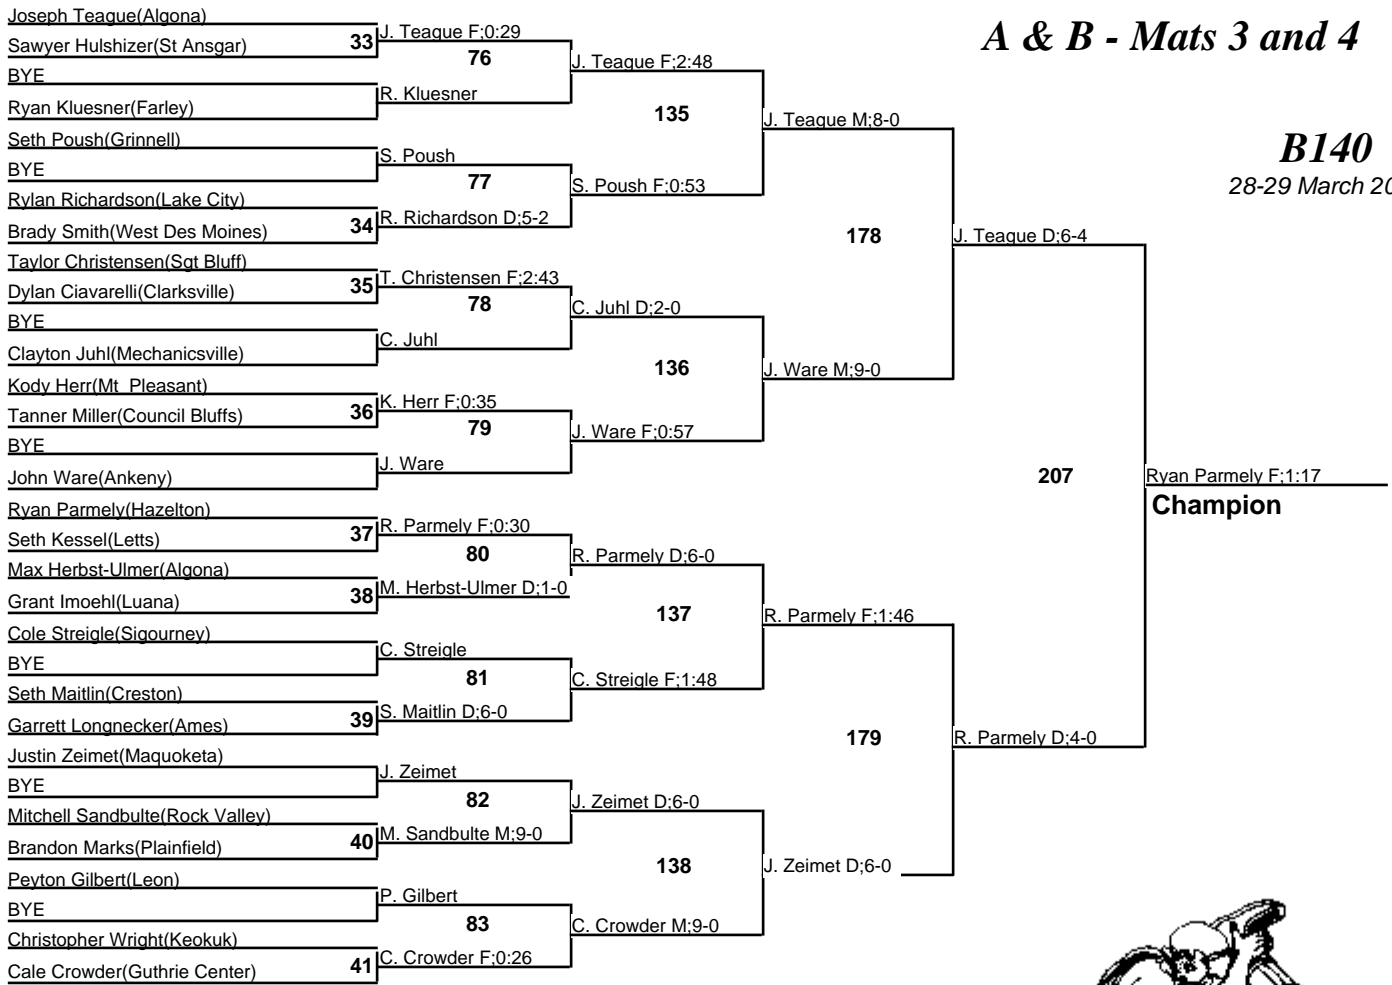 A & B - Mats 3 and 4
B140
28-29 March 20
Joseph Teague(Algona)
Sawyer Hulshizer(St Ansgar)
33
BYE
Ryan Kluesner(Farley)
Seth Poush(Grinnell)
BYE
Rylan Richardson(Lake City)
Brady Smith(West Des Moines)
34
Taylor Christensen(Sgt Bluff)
Dylan Ciavarelli(Clarksville)
35
BYE
Clayton Juhl(Mechanicsville)
Kody Herr(Mt Pleasant)
Tanner Miller(Council Bluffs)
36
BYE
John Ware(Ankeny)
Ryan Parmely(Hazelton)
Seth Kessel(Letts)
37
Max Herbst-Ulmer(Algona)
Grant Imoehl(Luana)
38
Cole Streigle(Sigourney)
BYE
Seth Maitlin(Creston)
Garrett Longnecker(Ames)
39
Justin Zeimet(Maquoketa)
BYE
Mitchell Sandbulte(Rock Valley)
Brandon Marks(Plainfield)
40
Peyton Gilbert(Leon)
BYE
Christopher Wright(Keokuk)
Cale Crowder(Guthrie Center)
41
J. Teague F;0:29
76
R. Kluesner
S. Poush
77
R. Richardson D;5-2
T. Christensen F;2:43
78
C. Juhl
K. Herr F;0:35
79
J. Ware
R. Parmely F;0:30
80
M. Herbst-Ulmer D;1-0
C. Streigle
81
S. Maitlin D;6-0
J. Zeimet
82
M. Sandbulte M;9-0
P. Gilbert
83
C. Crowder F;0:26
J. Teague F;2:48
135
S. Poush F;0:53
C. Juhl D;2-0
136
J. Ware F;0:57
R. Parmely D;6-0
137
C. Streigle F;1:48
J. Zeimet D;6-0
138
C. Crowder M;9-0
J. Teague M;8-0
178
J. Ware M;9-0
R. Parmely F;1:46
179
J. Zeimet D;6-0
J. Teague D;6-4
207
R. Parmely D;4-0
Ryan Parmely F;1:17
Champion